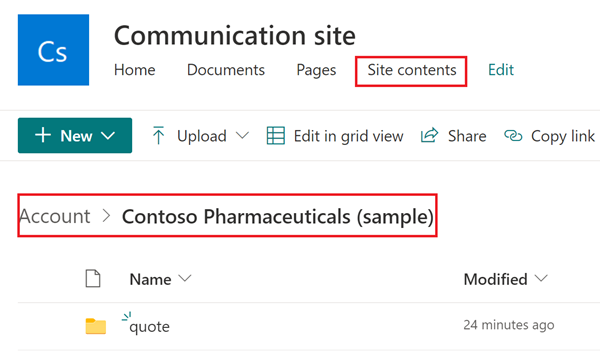 Cs
Communication site
Home Documents Pages Site contents Edit
New Upload Edit in grid view Share Copy link
Account > Contoso Pharmaceuticals (sample)
Name Modified
quote 24 minutes ago